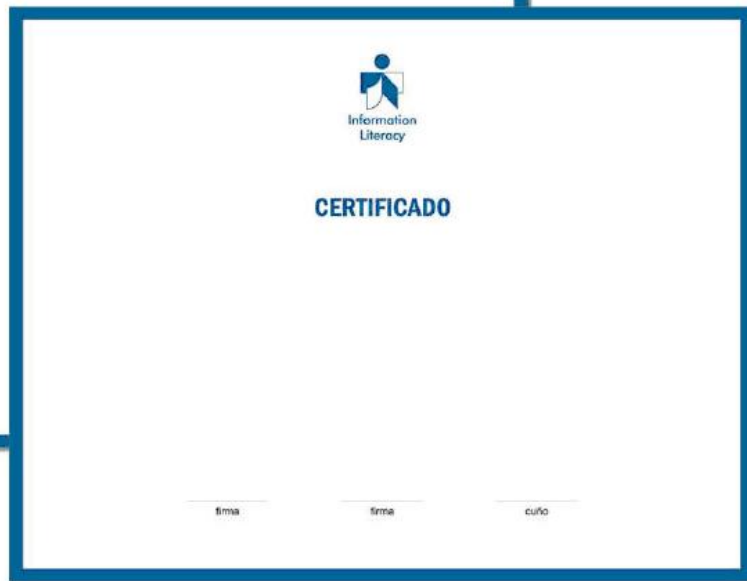 Information
Literacy
CERTIFICADO
firma firma cuño